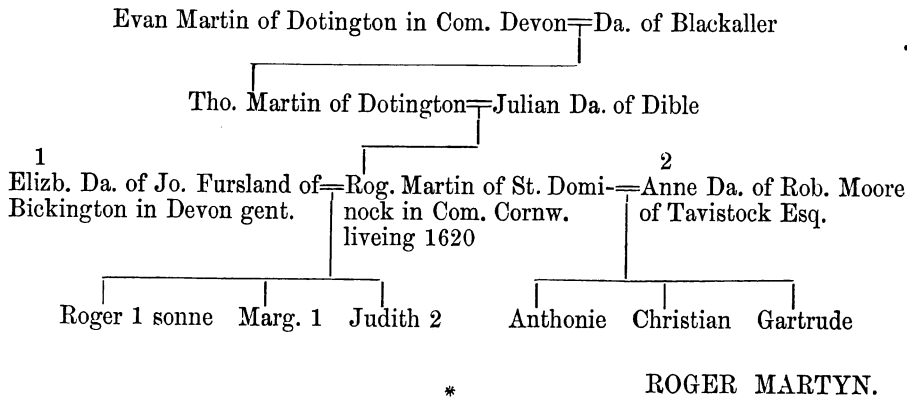 Evan Martin of Dotington in Com. Devon=Da. of Blackaller
Tho. Martin of Dotington=Julian Da. of Dible
1
Elizb. Da. of Jo. Fursland of=Rog. Martin of St. Domi-=Anne Da. of Rob. Moore
2
Bickington in Devon gent.
nock in Com. Cornw.
of Tavistock Esq.
liveing 1620
Roger 1 sonne Marg. 1 Judith 2 Anthonie Christian Gartrude
* ROGER MARTYN.